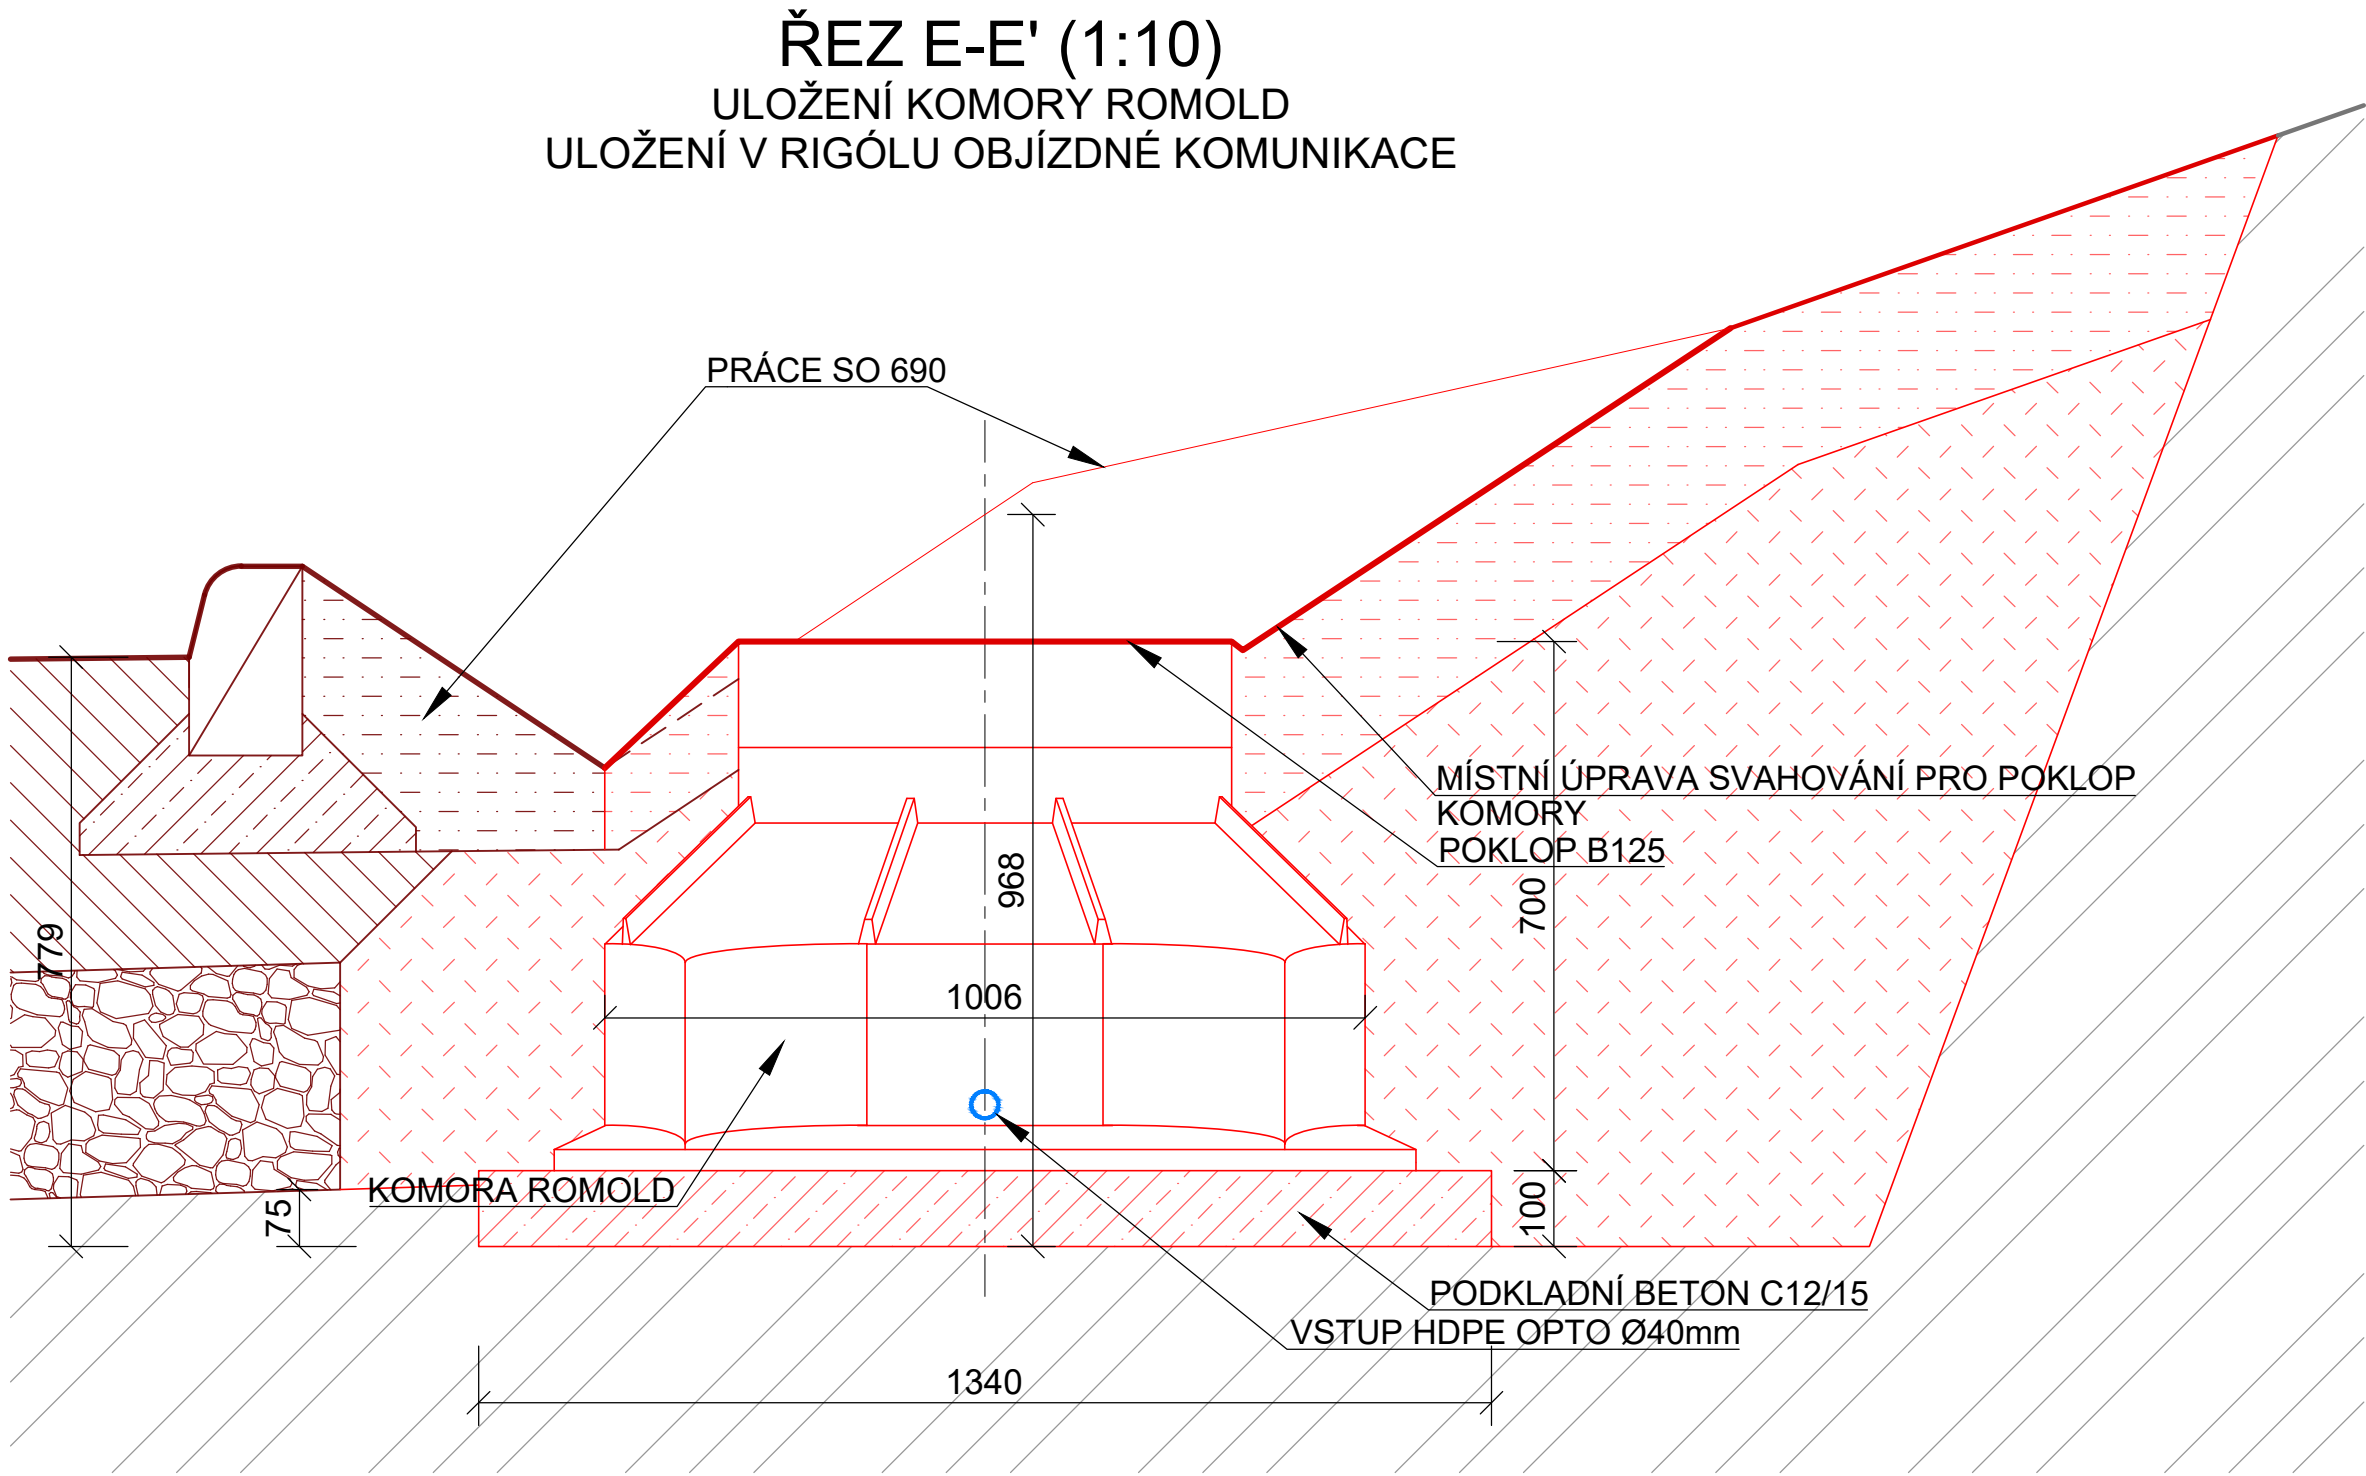 ŘEZ E-E' (1:10)
ULOŽENÍ KOMORY ROMOLD
ULOŽENÍ V RIGÓLU OBJÍZDNÉ KOMUNIKACE
PRÁCE SO 690
MÍSTNÍ ÚPRAVA SVAHOVÁNÍ PRO POKLOP
KOMORY
POKLOP B125
968
700
779
1006
KOMORA ROMOLD
75
100
PODKLADNÍ BETON C12/15
VSTUP HDPE OPTO Ø40mm
1340